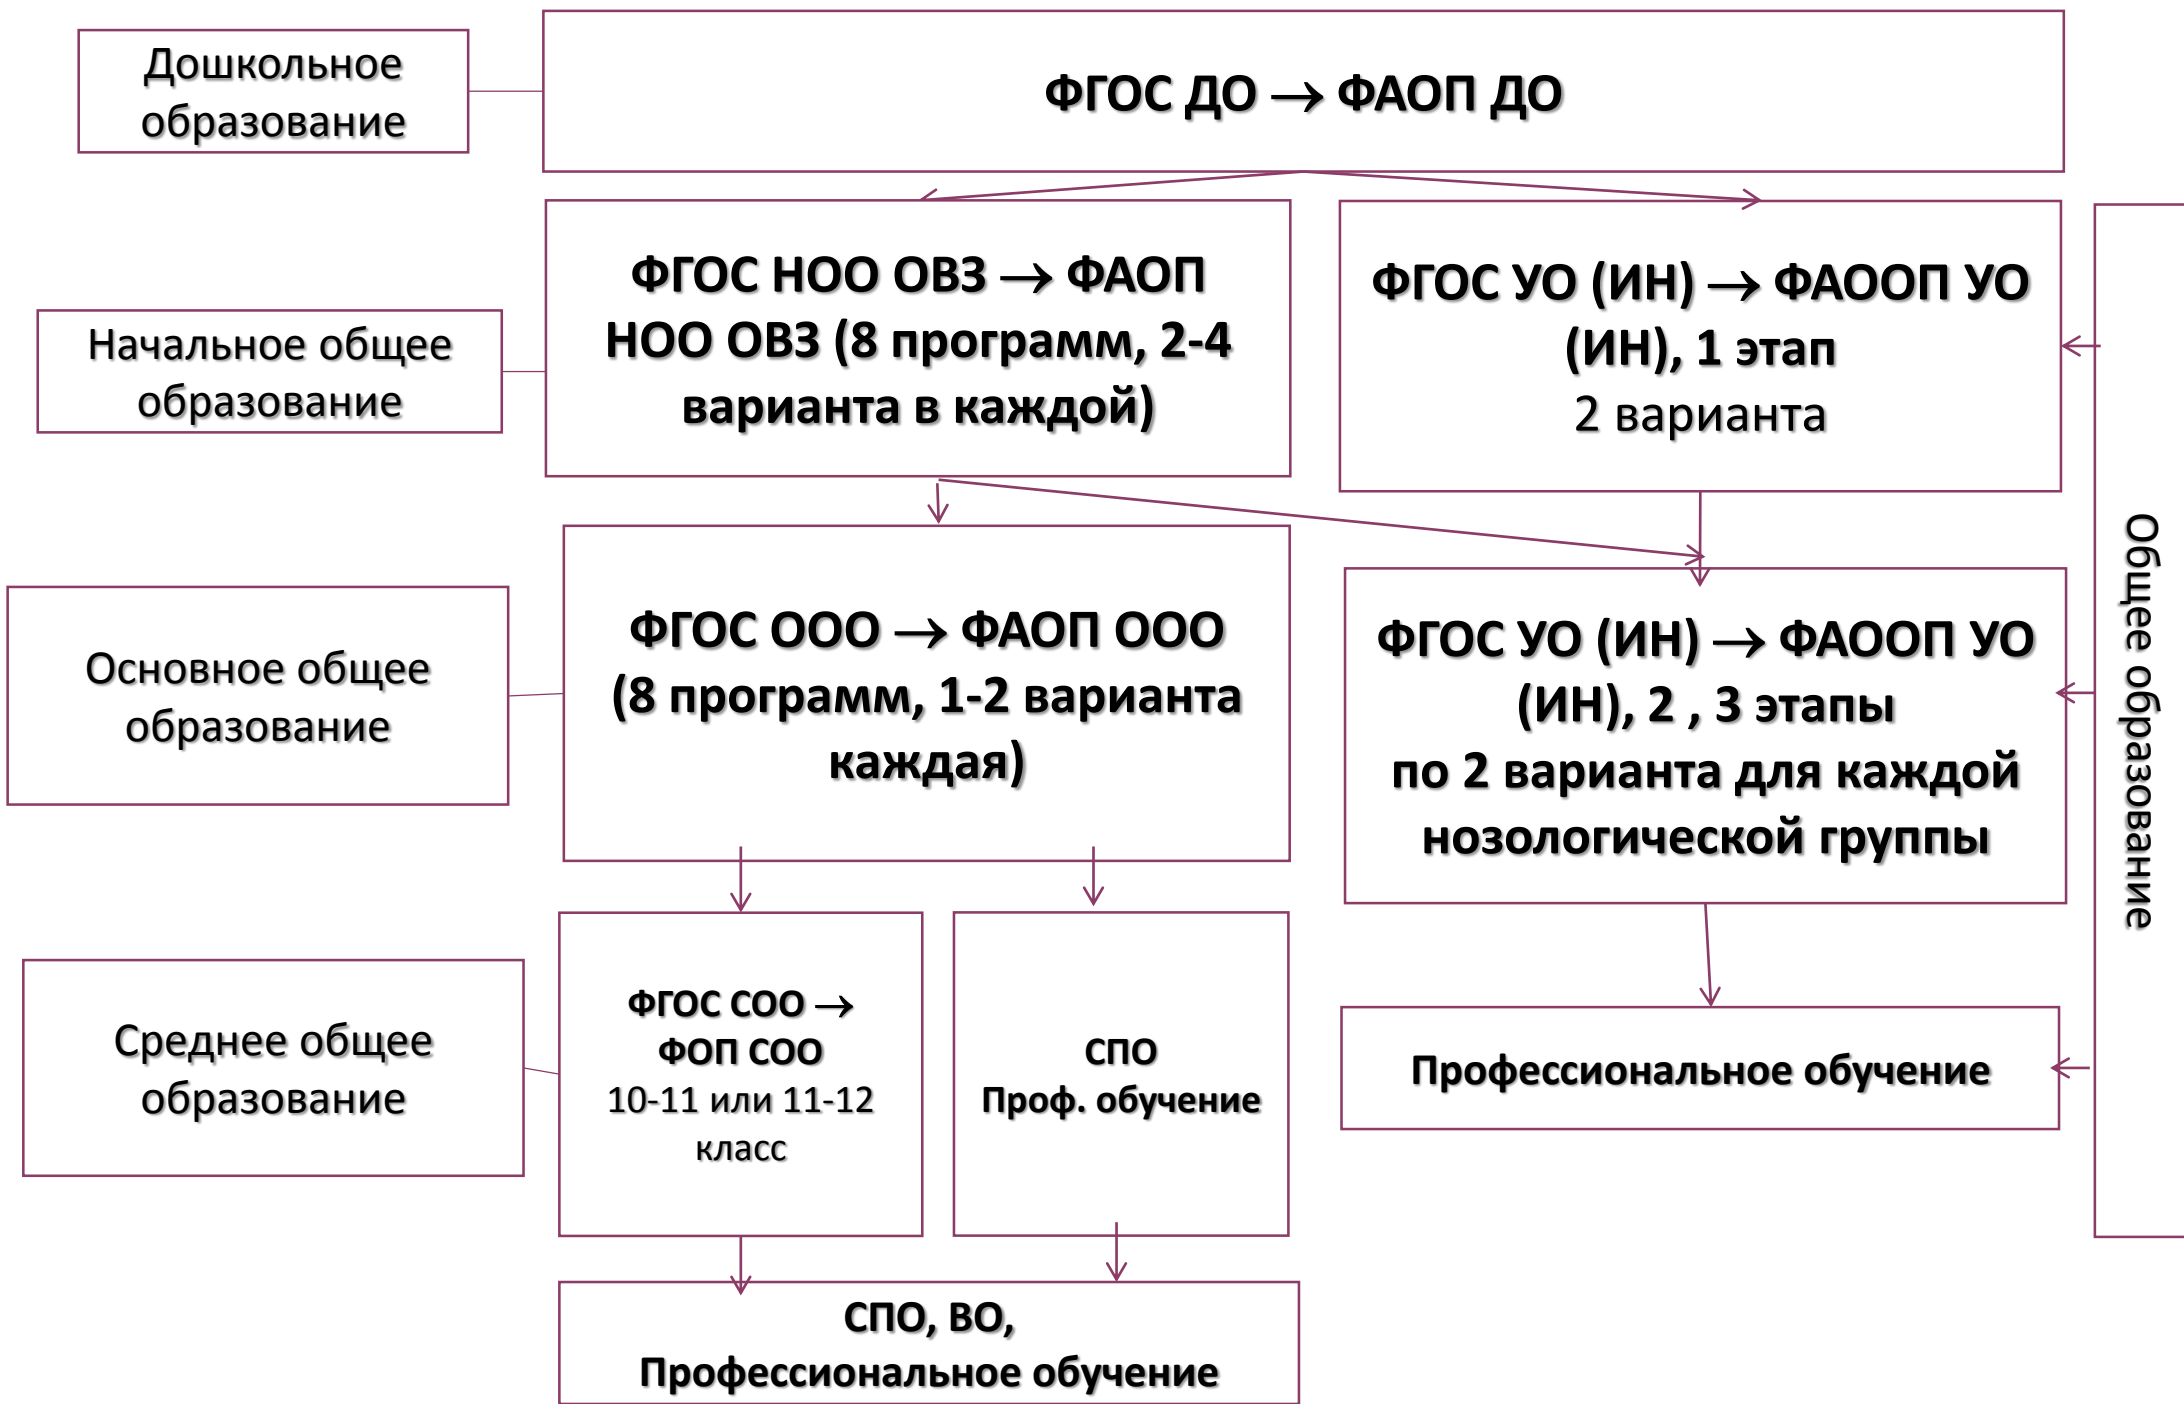 Дошкольное
образование
ФГОС ДО → ФАОП ДО
Начальное общее
образование
ФГОС НОО ОВЗ → ФАОП
НОО ОВЗ (8 программ, 2-4
варианта в каждой)
ФГОС УО (ИН) → ФАООП УО
(ИН), 1 этап
2 варианта
Общее образование
Основное общее
образование
ФГОС ООО → ФАОП ООО
(8 программ, 1-2 варианта
каждая)
ФГОС УО (ИН) → ФАООП УО
(ИН), 2 , 3 этапы
по 2 варианта для каждой
нозологической группы
Среднее общее
образование
ФГОС СОО →
ФОП СОО
10-11 или 11-12
класс
СПО
Проф. обучение
Профессиональное обучение
СПО, ВО,
Профессиональное обучение